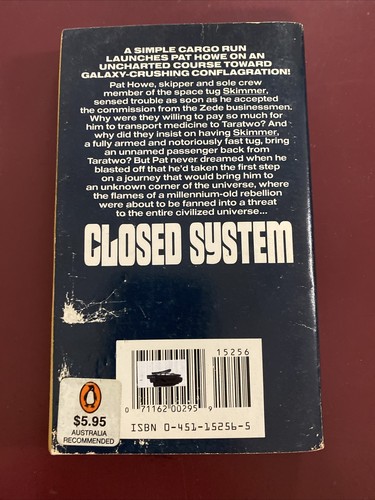 A SIMPLE CARGO RUN
LAUNCHES PAT HOWE ON AN
UNCHARTED COURSE TOWARD
GALAXY-CRUSHING CONFLAGRATION!
Pat Howe, skipper and sole crew
member of the space tug Skimmer,
sensed trouble as soon as he accepted
the commission from the Zede businessmen.
Why were they willing to pay so much for
him to transport medicine to Taratwo? And
why did they insist on having Skimmer,
a fully armed and notoriously fast tug, bring
an unnamed passenger back from
Taratwo? But Pat never dreamed when he
blasted off that he'd taken the first step
on a journey that would bring him to
an unknown corner of the universe, where
the flames of a millennium-old rebellion
were about to be fanned into a threat
to the entire civilized universe...
CLOSED SYSTEM
15256
0 71162 00295 9
ISBN 0-451-15256-5
$5.95
AUSTRALIA
RECOMMENDED